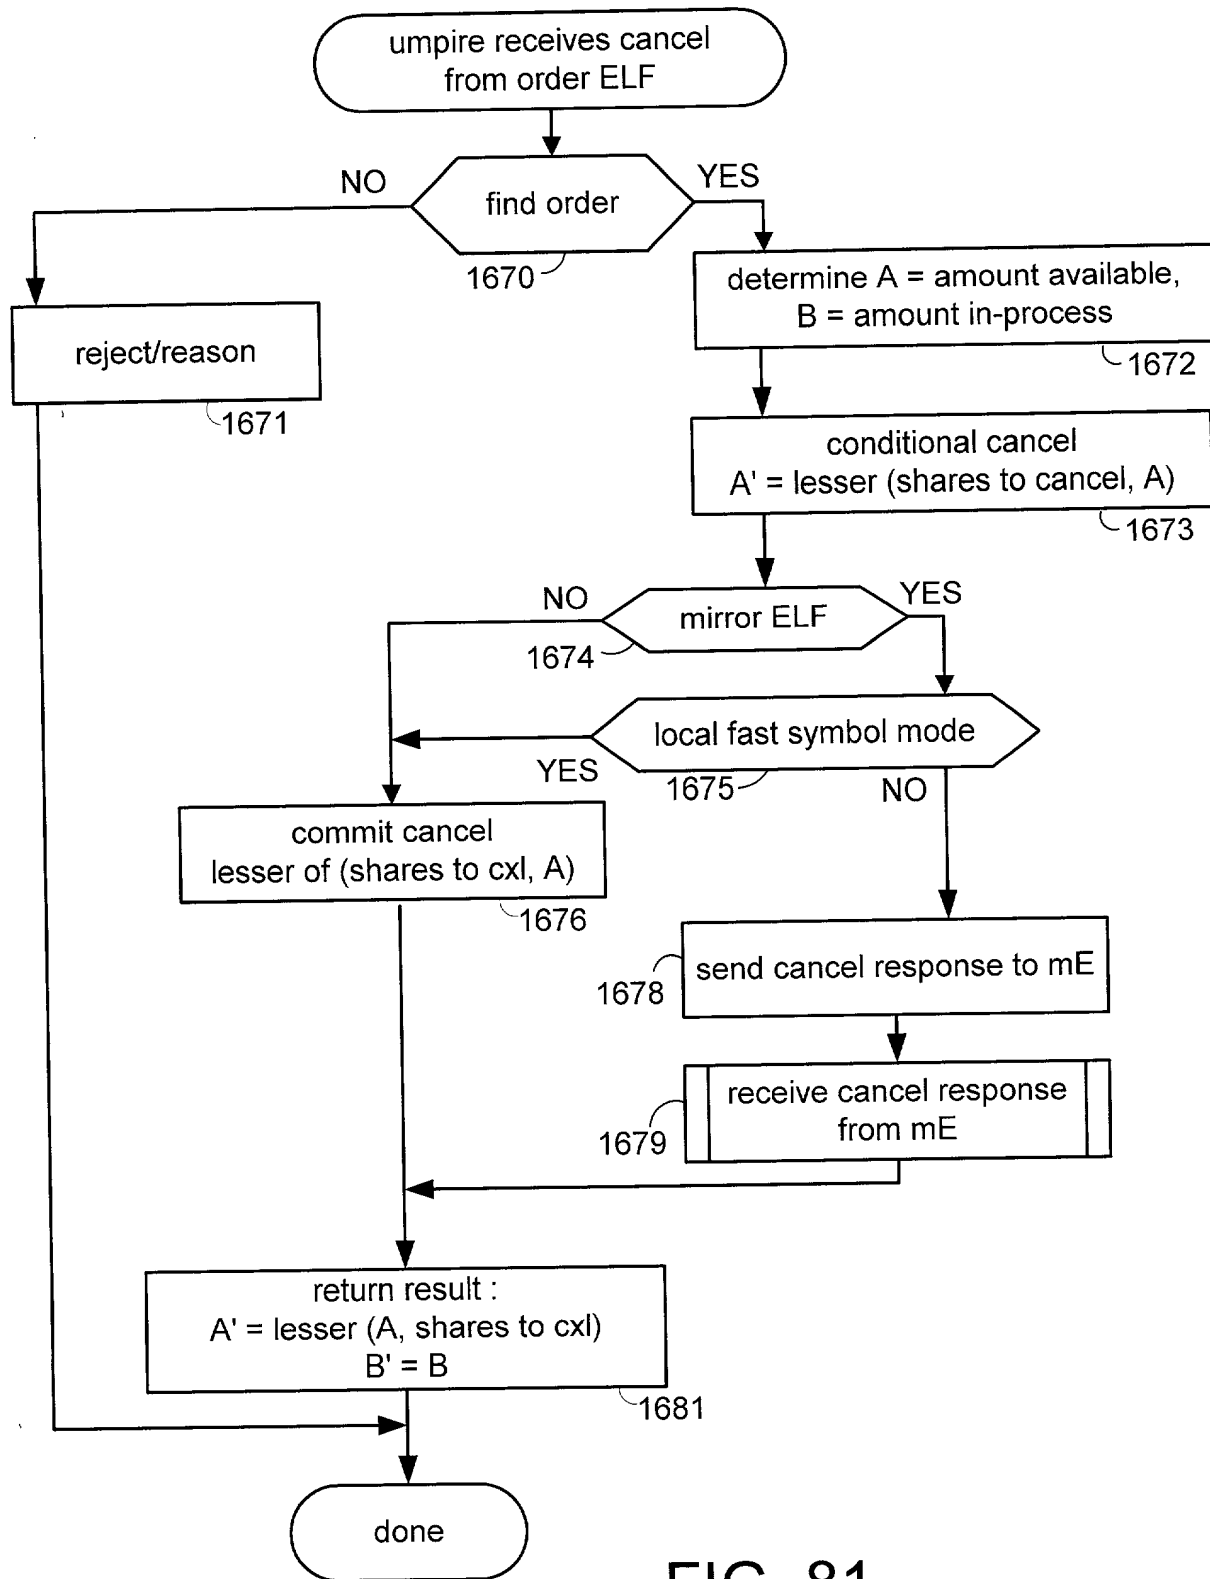 umpire receives cancel
from order ELF
NO
YES
find order
1670
determine A = amount available,
B = amount in-process
1672
reject/reason
1671
conditional cancel
A' = lesser (shares to cancel, A)
1673
NO
YES
mirror ELF
1674
local fast symbol mode
YES
1675
NO
commit cancel
lesser of (shares to cxl, A)
1676
send cancel response to mE
1678
receive cancel response
from mE
1679
return result :
A' = lesser (A, shares to cxl)
B' = B
1681
done
FIG. 81